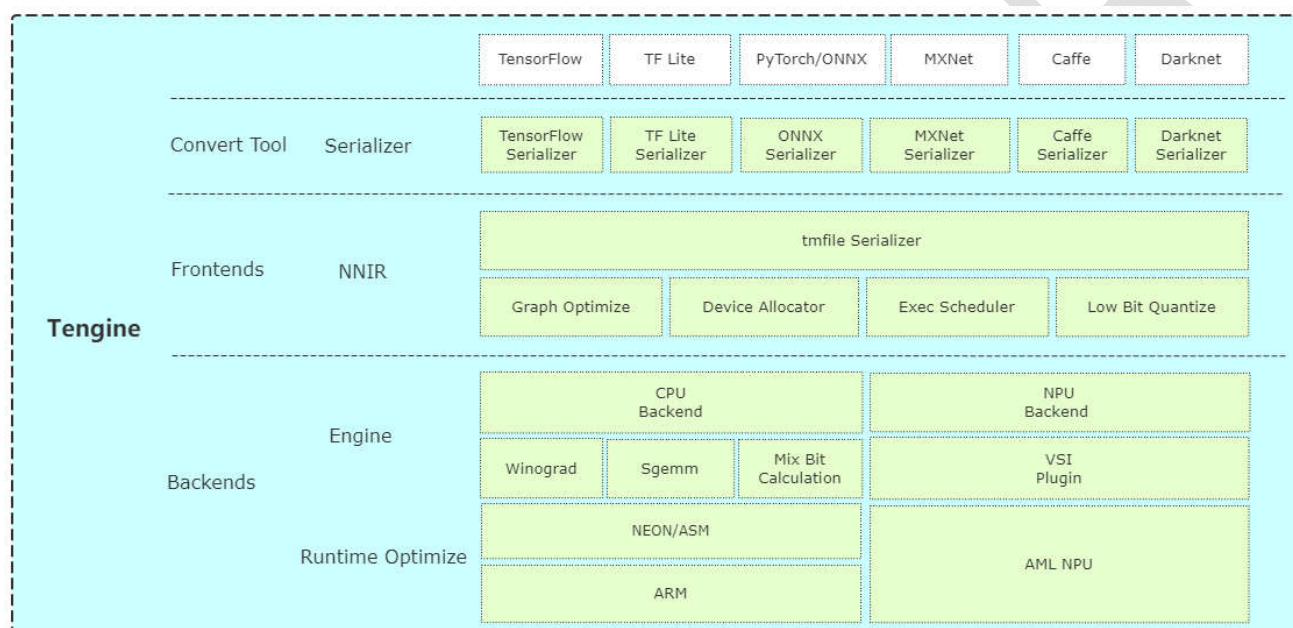 TensorFlow
TF Lite
PyTorch/ONNX
MXNet
Caffe
Darknet
Convert Tool
Serializer
TensorFlow
Serializer
TF Lite
Serializer
ONNX
Serializer
MXNet
Serializer
Caffe
Serializer
Darknet
Serializer
tmfile Serializer
Frontends
NNIR
Graph Optimize
Device Allocator
Exec Scheduler
Low Bit Quantize
Tengine
CPU
Backend
NPU
Backend
Engine
Winograd
Sgemm
Mix Bit
Calculation
VSI
Plugin
Backends
NEON/ASM
Runtime Optimize
AML NPU
ARM